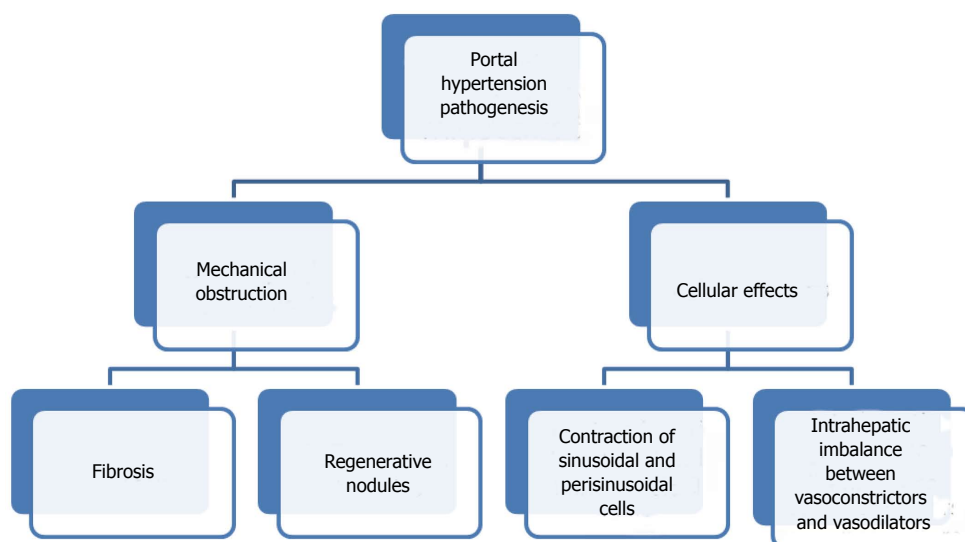 Portal
hypertension
pathogenesis
Mechanical
obstruction
Cellular effects
Fibrosis
Regenerative
nodules
Contraction of
sinusoidal and
perisinusoidal
cells
Intrahepatic
imbalance
between
vasoconstrictors
and vasodilators